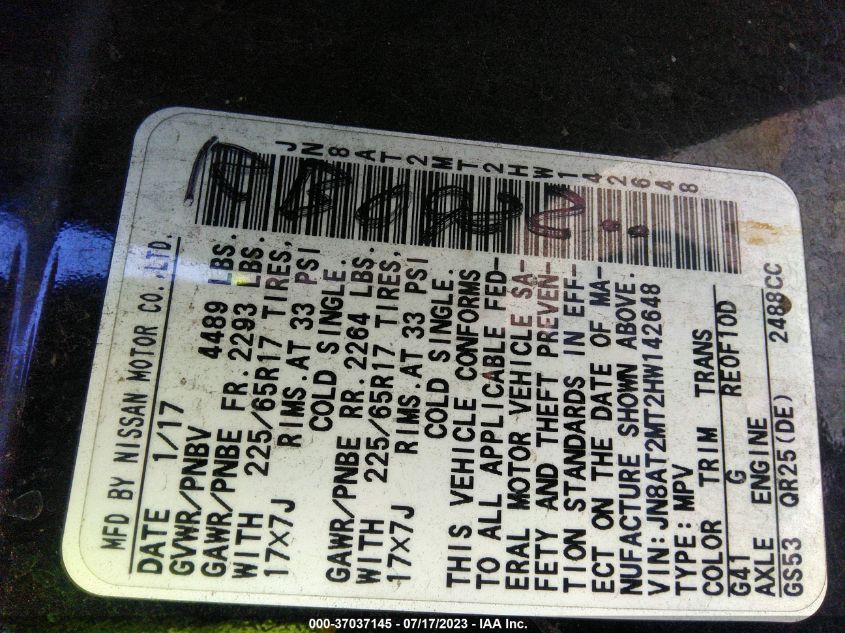 JN8AT2MT2HW142648
MFD BY NISSAN MOTOR CO.,LTD.
DATE 1/17
GVWR/PNBV 4489 LBS.
GAWR/PNBE FR.2293 LBS.
WITH 225/65R17 TIRES,
17X7J RIMS.AT 33 PSI
COLD SINGLE.
GAWR/PNBE RR.2264 LBS.
WITH 225/65R17 TIRES,
17X7J RIMS.AT 33 PSI
COLD SINGLE.
THIS VEHICLE CONFORMS
TO ALL APPLICABLE FED-
ERAL MOTOR VEHICLE SA-
FETY AND THEFT PREVEN-
TION STANDARDS IN EFF-
ECT ON THE DATE OF MA-
NUFACTURE SHOWN ABOVE.
VIN:JN8AT2MT2HW142648
TYPE:MPV
COLOR TRIM TRANS
G41 G REOFTOD
AXLE ENGINE
GS53 QR25(DE) 2488CC
000-37037145 - 07/17/2023 - IAA Inc.